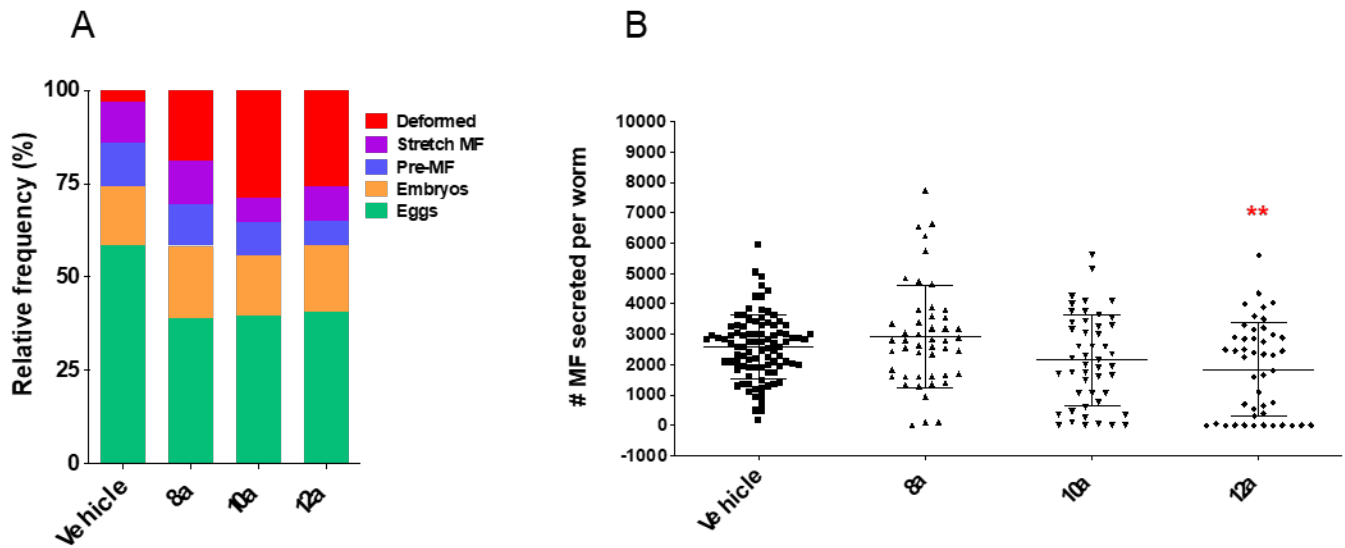 A
Relative frequency (%)
100
75
50
25
0
Vehicle
8a
10a
12a
Deformed
Stretch MF
Pre-MF
Embryos
Eggs
B
# MF secreted per worm
10000
9000
8000
7000
6000
5000
4000
3000
2000
1000
0
-1000
**
Vehicle
8a
10a
12a